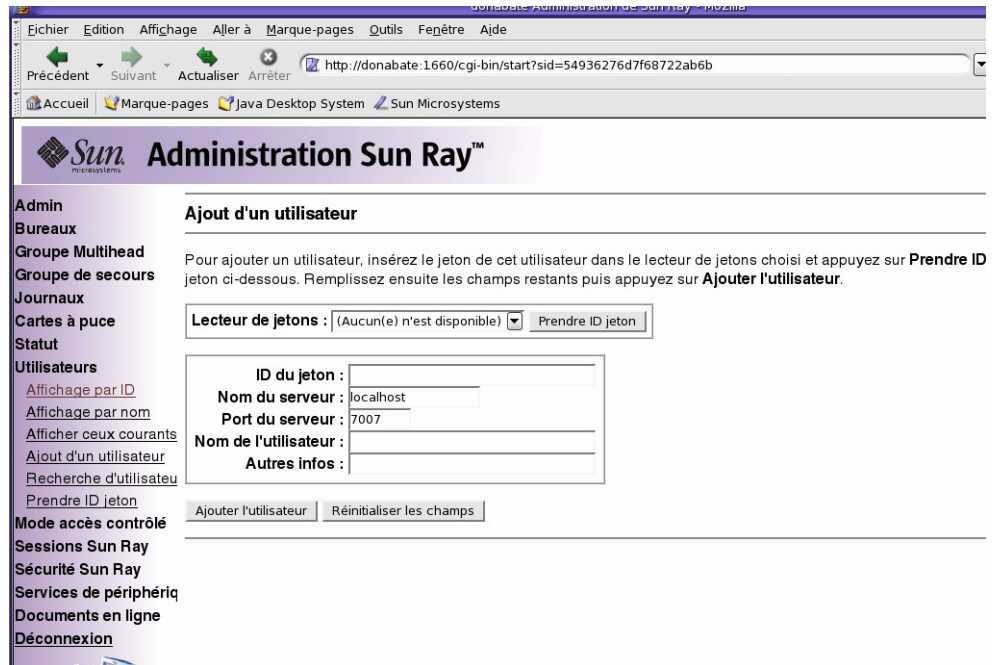 donabate Administration de Sun Ray - Mozilla
Fichier Edition Affichage Aller à Marque-pages Outils Fenêtre Aide
Précédent Suivant Actualiser Arrêter http://donabate:1660/cgi-bin/start?sid=54936276d7f68722ab6b
Accueil Marque-pages Java Desktop System Sun Microsystems
Sun microsystems Administration Sun Ray™
Admin
Bureaux
Groupe Multihead
Groupe de secours
Journaux
Cartes à puce
Statut
Utilisateurs
Affichage par ID
Affichage par nom
Afficher ceux courants
Ajout d'un utilisateur
Recherche d'utilisateu
Prendre ID jeton
Mode accès contrôlé
Sessions Sun Ray
Sécurité Sun Ray
Services de périphériq
Documents en ligne
Déconnexion
Ajout d'un utilisateur
Pour ajouter un utilisateur, insérez le jeton de cet utilisateur dans le lecteur de jetons choisi et appuyez sur Prendre ID
jeton ci-dessous. Remplissez ensuite les champs restants puis appuyez sur Ajouter l'utilisateur.
Lecteur de jetons : (Aucun(e) n'est disponible) Prendre ID jeton
ID du jeton :
Nom du serveur : localhost
Port du serveur : 7007
Nom de l'utilisateur :
Autres infos :
Ajouter l'utilisateur Réinitialiser les champs